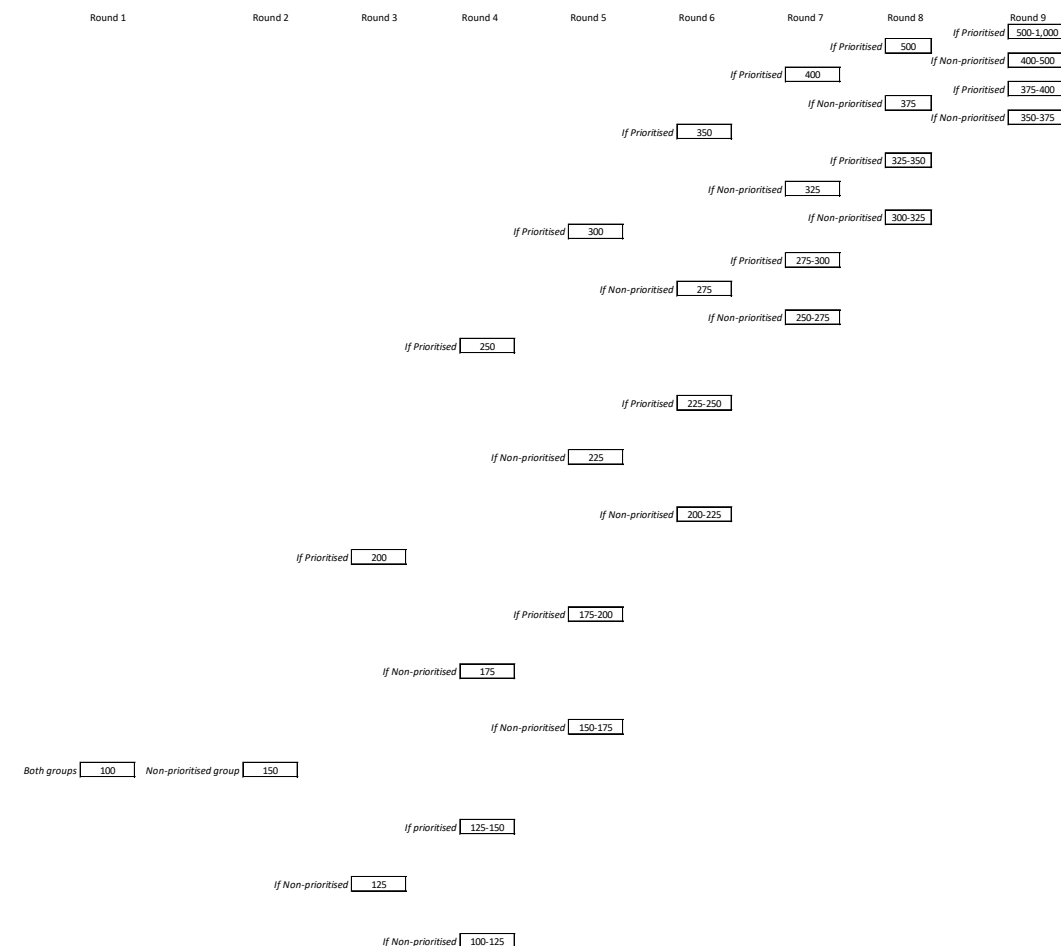 Round 1 Round 2 Round 3 Round 4 Round 5 Round 6 Round 7 Round 8 Round 9
If Prioritised 500-1,000
If Prioritised 500
If Non-prioritised 400-500
If Prioritised 400
If Prioritised 375-400
If Non-prioritised 375
If Non-prioritised 350-375
If Prioritised 350
If Prioritised 325-350
If Non-prioritised 325
If Non-prioritised 300-325
If Prioritised 300
If Prioritised 275-300
If Non-prioritised 275
If Non-prioritised 250-275
If Prioritised 250
If Prioritised 225-250
If Non-prioritised 225
If Non-prioritised 200-225
If Prioritised 200
If Prioritised 175-200
If Non-prioritised 175
If Non-prioritised 150-175
Both groups 100 Non-prioritised group 150
If prioritised 125-150
If Non-prioritised 125
If Non-prioritised 100-125